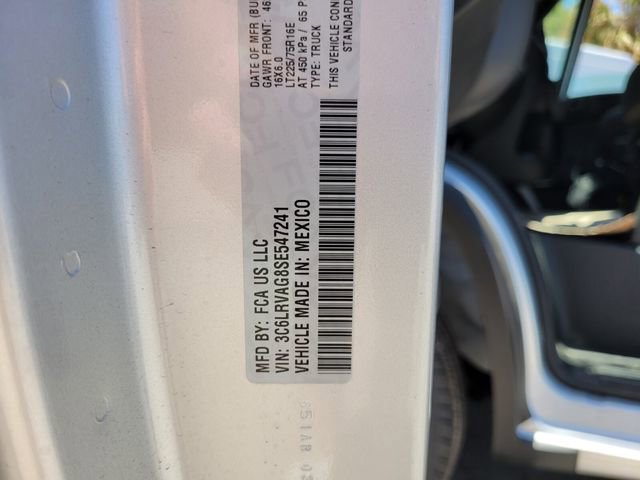 DATE OF MFR (BU
GAWR FRONT: 46
16X6.0
LT225/75R16E
AT 450 kPa / 65 P
TYPE: TRUCK
THIS VEHICLE CON
STANDARD
MFD BY: FCA US LLC
VIN: 3C6LRVAG8SE547241
VEHICLE MADE IN: MEXICO